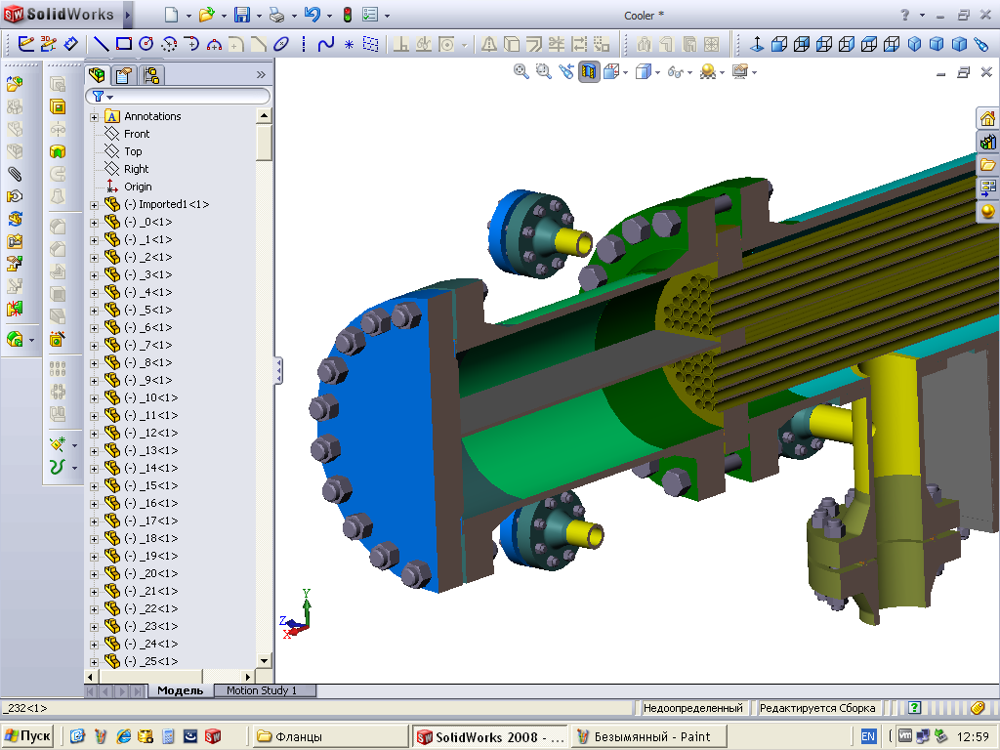 SolidWorks
Cooler *
Annotations
Front
Top
Right
Origin
(-) Imported1<1>
(-) _0<1>
(-) _1<1>
(-) _2<1>
(-) _3<1>
(-) _4<1>
(-) _5<1>
(-) _6<1>
(-) _7<1>
(-) _8<1>
(-) _9<1>
(-) _10<1>
(-) _11<1>
(-) _12<1>
(-) _13<1>
(-) _14<1>
(-) _15<1>
(-) _16<1>
(-) _17<1>
(-) _18<1>
(-) _19<1>
(-) _20<1>
(-) _21<1>
(-) _22<1>
(-) _23<1>
(-) _24<1>
(-) _25<1>
Y
Z
X
Модель Motion Study 1
_232<1> Недоопределенный Редактируется Сборка
Пуск Фланцы SolidWorks 2008 - ... Безымянный - Paint EN 12:59